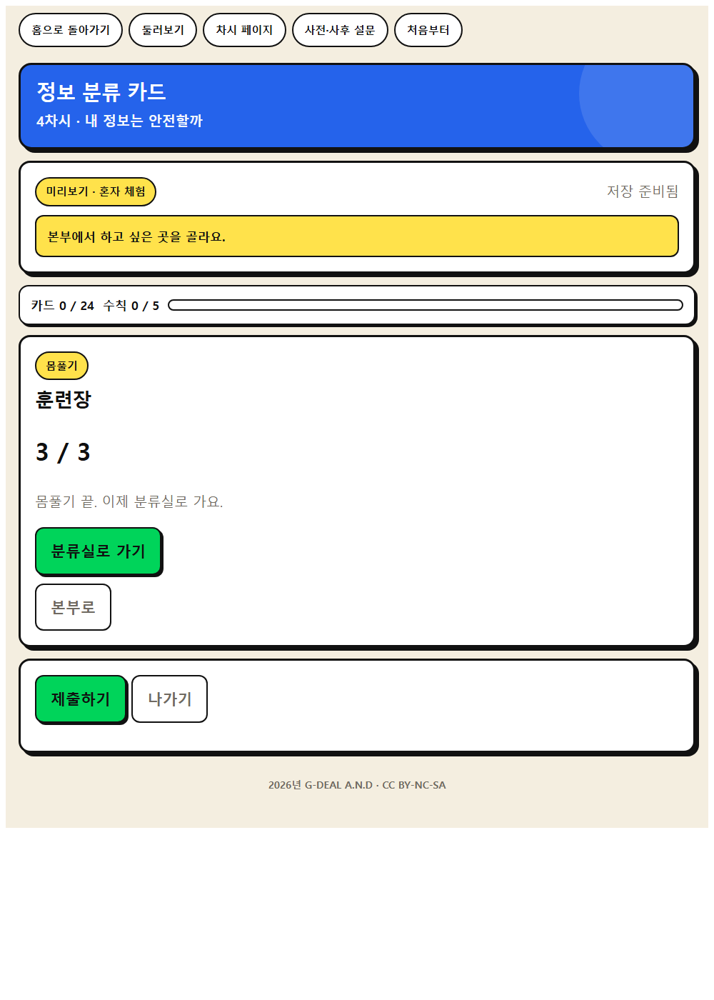 홈으로 돌아가기 둘러보기 차시 페이지 사전·사후 설문 처음부터
정보 분류 카드
4차시 · 내 정보는 안전할까
미리보기 · 혼자 체험 저장 준비됨
본부에서 하고 싶은 곳을 골라요.
카드 0 / 24 수칙 0 / 5
몸풀기
훈련장
3 / 3
몸풀기 끝. 이제 분류실로 가요.
분류실로 가기
본부로
제출하기 나가기
2026년 G-DEAL A.N.D · CC BY-NC-SA